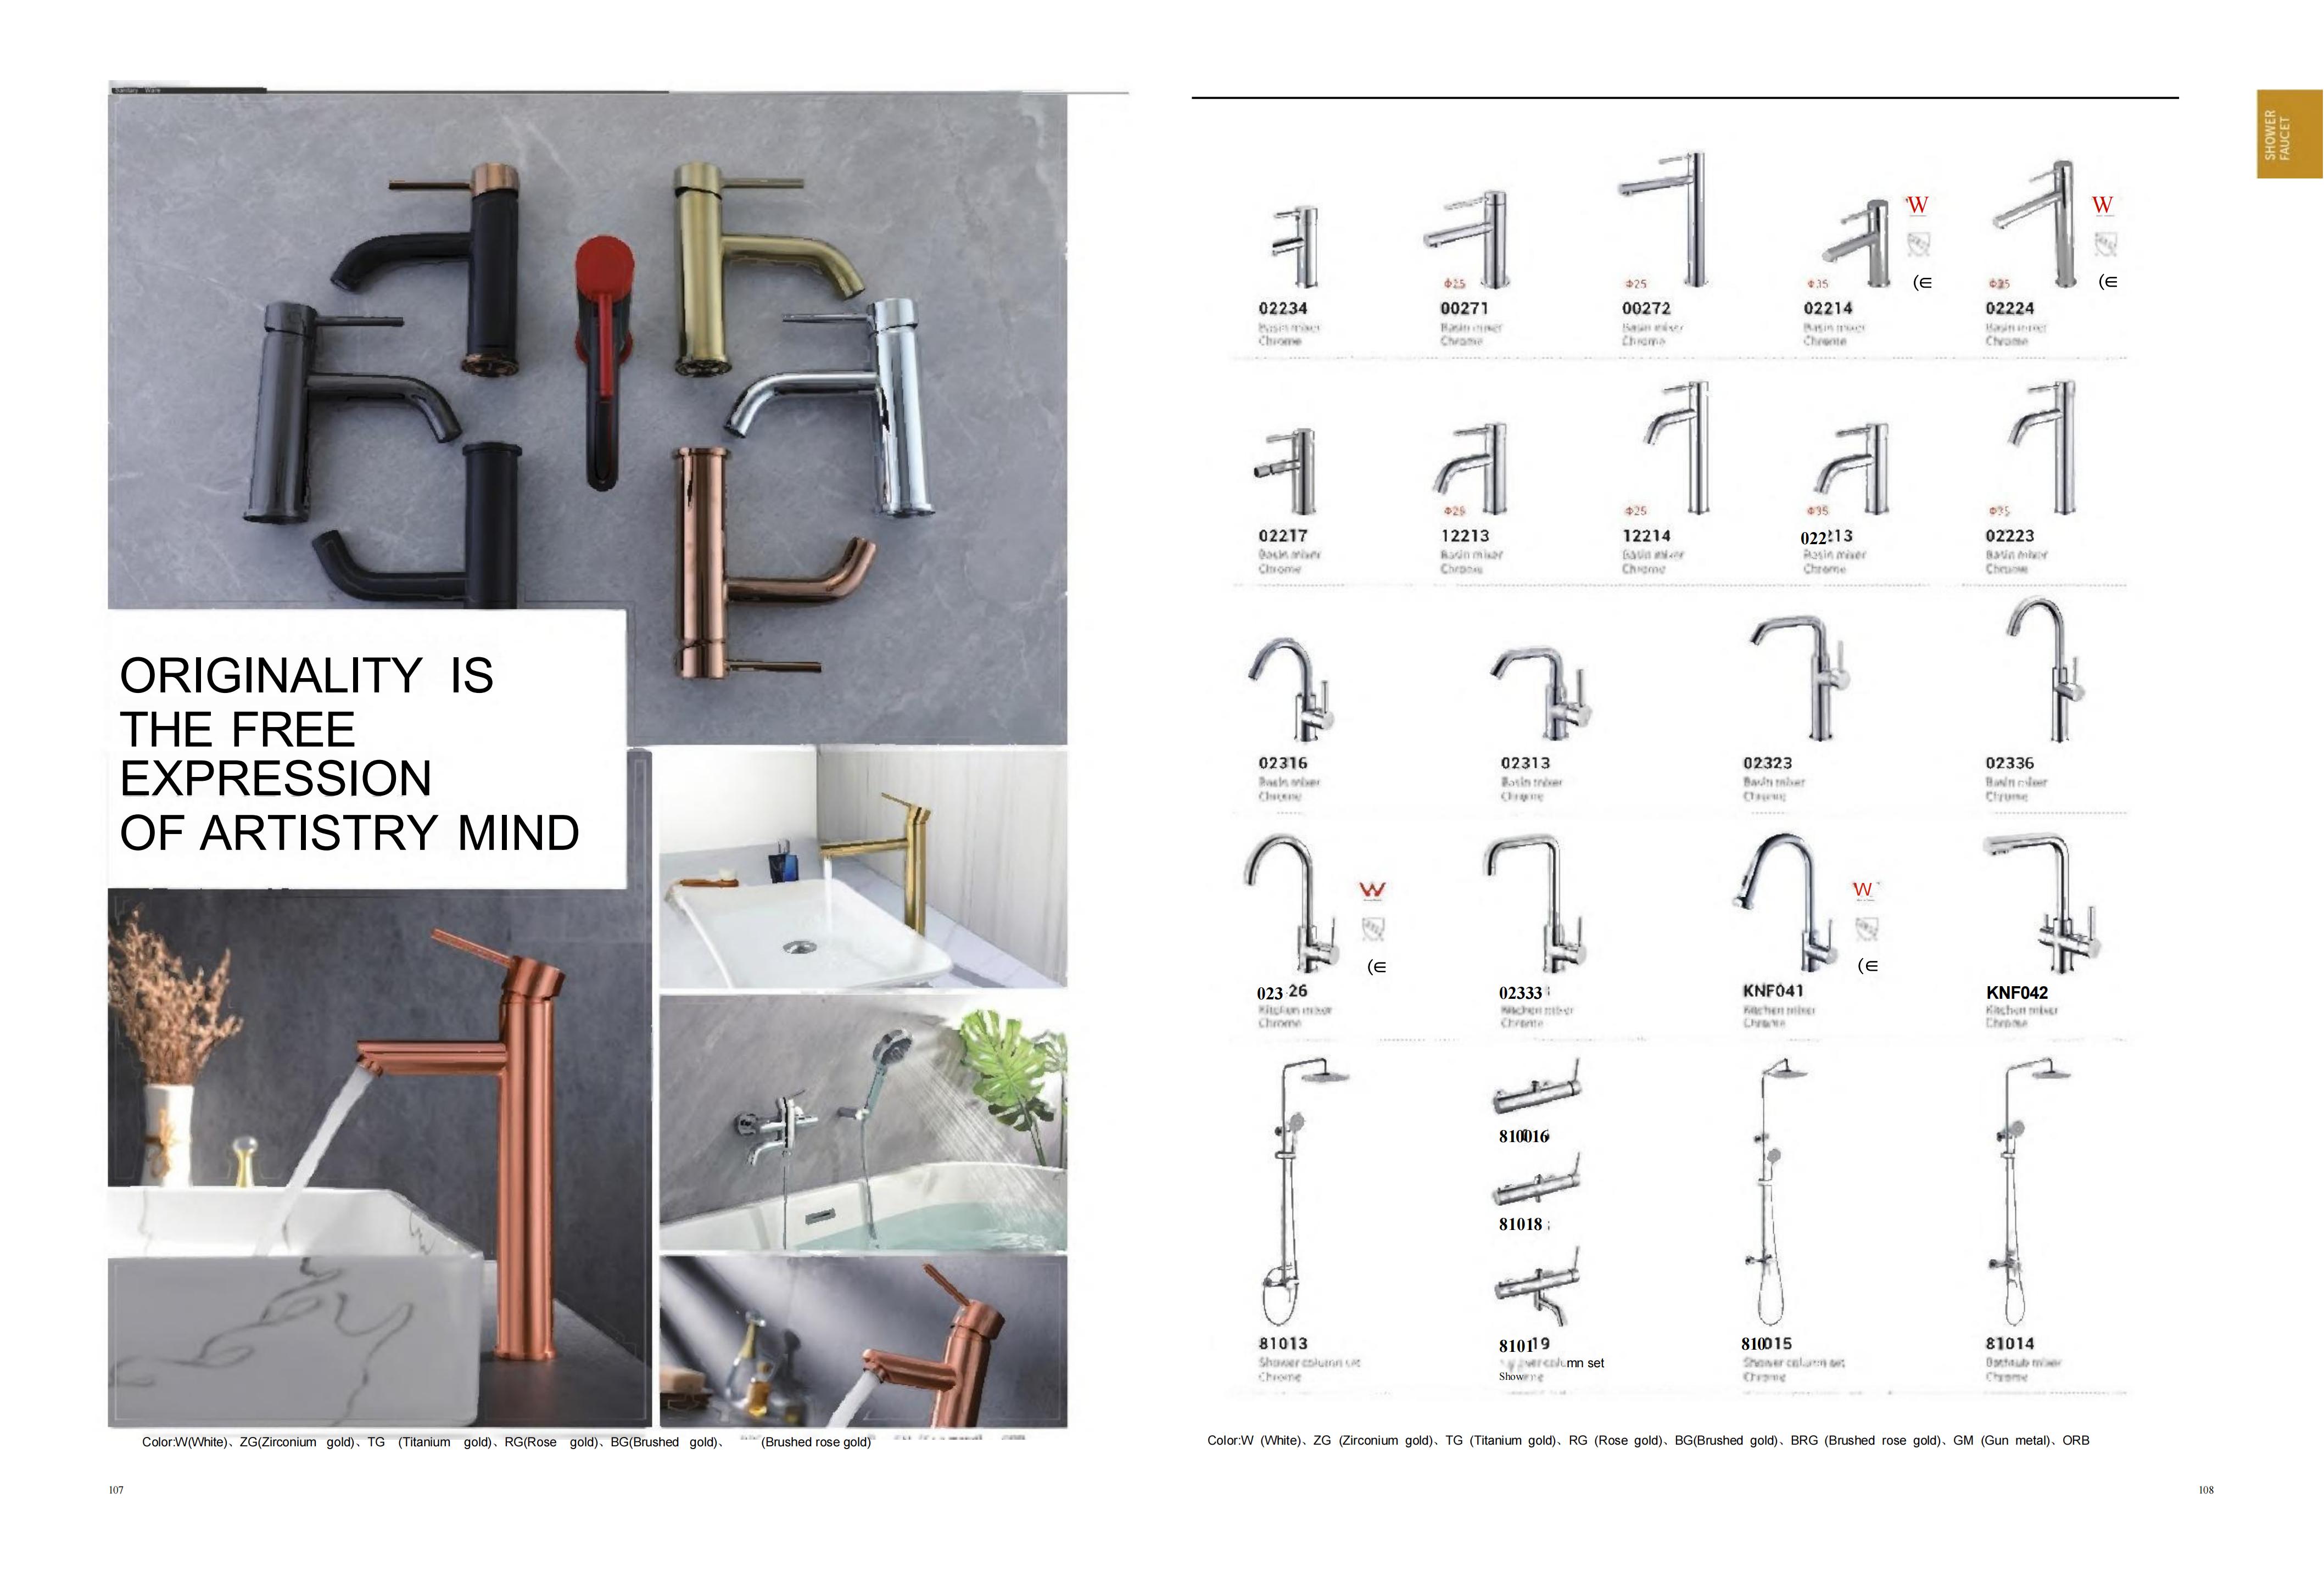 Sanitary Ware
ORIGINALITY IS
THE FREE
EXPRESSION
OF ARTISTRY MIND
Color:W(White)、ZG(Zirconium gold)、TG (Titanium gold)、RG(Rose gold)、BG(Brushed gold)、 (Brushed rose gold)
107
SHOWER
FAUCET
W W
Φ25 Φ25 Φ35 Φ35
02234 00271 00272 02214 02224
Basin mixer Basin mixer Basin mixer Basin mixer Basin mixer
Chrome Chrome Chrome Chrome Chrome
Φ25 Φ25 Φ35 Φ35
02217 12213 12214 02213 02223
Basin mixer Basin mixer Basin mixer Basin mixer Basin mixer
Chrome Chrome Chrome Chrome Chrome
02316 02313 02323 02336
Basin mixer Basin mixer Basin mixer Basin mixer
Chrome Chrome Chrome Chrome
W W
02326 02333 KNF041 KNF042
Kitchen mixer Kitchen mixer Kitchen mixer Kitchen mixer
Chrome Chrome Chrome Chrome
81016
81018
81013 81019 81015 81014
Shower column set Shower column set Shower column set Bathtub mixer
Chrome Chrome Chrome Chrome
Color:W (White)、ZG (Zirconium gold)、TG (Titanium gold)、RG (Rose gold)、BG(Brushed gold)、BRG (Brushed rose gold)、GM (Gun metal)、ORB
108